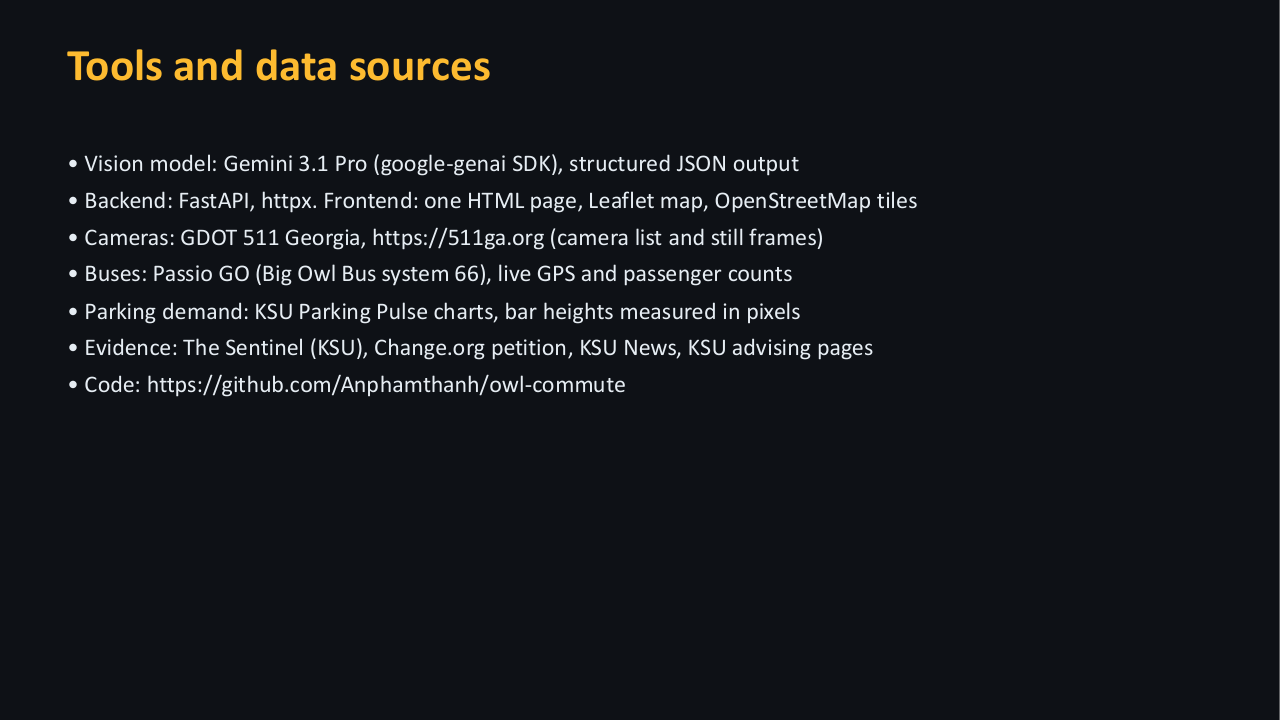 Tools and data sources
• Vision model: Gemini 3.1 Pro (google-genai SDK), structured JSON output
• Backend: FastAPI, httpx. Frontend: one HTML page, Leaflet map, OpenStreetMap tiles
• Cameras: GDOT 511 Georgia, https://511ga.org (camera list and still frames)
• Buses: Passio GO (Big Owl Bus system 66), live GPS and passenger counts
• Parking demand: KSU Parking Pulse charts, bar heights measured in pixels
• Evidence: The Sentinel (KSU), Change.org petition, KSU News, KSU advising pages
• Code: https://github.com/Anphamthanh/owl-commute